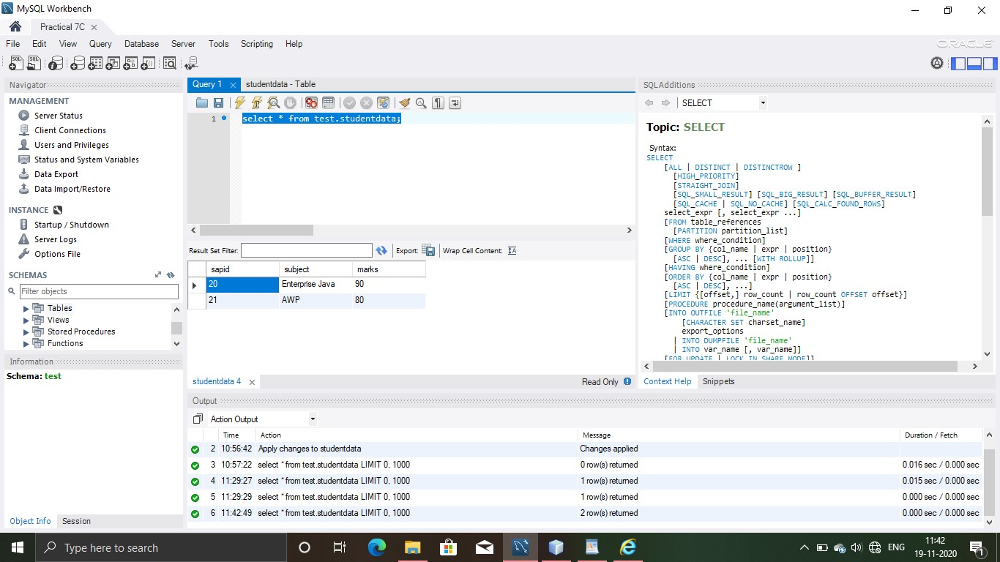 MySQL Workbench
Practical 7C
File Edit View Query Database Server Tools Scripting Help
ORACLE
Navigator
MANAGEMENT
Server Status
Client Connections
Users and Privileges
Status and System Variables
Data Export
Data Import/Restore
INSTANCE
Startup / Shutdown
Server Logs
Options File
SCHEMAS
Filter objects
Tables
Views
Stored Procedures
Functions
Information
Schema: test
Object Info Session
Query 1 studentdata - Table
1 select * from test.studentdata;
Result Set Filter: Export: Wrap Cell Content:
sapid subject marks
20 Enterprise Java 90
21 AWP 80
studentdata 4 Read Only
SQLAdditions
SELECT
Topic: SELECT
Syntax:
SELECT
[ALL | DISTINCT | DISTINCTROW ]
[HIGH_PRIORITY]
[STRAIGHT_JOIN]
[SQL_SMALL_RESULT] [SQL_BIG_RESULT] [SQL_BUFFER_RESULT]
[SQL_CACHE | SQL_NO_CACHE] [SQL_CALC_FOUND_ROWS]
select_expr [, select_expr ...]
[FROM table_references
[PARTITION partition_list]
[WHERE where_condition]
[GROUP BY {col_name | expr | position}
[ASC | DESC], ... [WITH ROLLUP]]
[HAVING where_condition]
[ORDER BY {col_name | expr | position}
[ASC | DESC], ...]
[LIMIT {[offset,] row_count | row_count OFFSET offset}]
[PROCEDURE procedure_name(argument_list)]
[INTO OUTFILE 'file_name'
[CHARACTER SET charset_name]
export_options
| INTO DUMPFILE 'file_name'
| INTO var_name [, var_name]]
[FOR UPDATE | LOCK IN SHARE MODE]]
Context Help Snippets
Output
Action Output
Time Action Message Duration / Fetch
2 10:56:42 Apply changes to studentdata Changes applied
3 10:57:22 select * from test.studentdata LIMIT 0, 1000 0 row(s) returned 0.016 sec / 0.000 sec
4 11:29:27 select * from test.studentdata LIMIT 0, 1000 1 row(s) returned 0.015 sec / 0.000 sec
5 11:29:29 select * from test.studentdata LIMIT 0, 1000 1 row(s) returned 0.000 sec / 0.000 sec
6 11:42:49 select * from test.studentdata LIMIT 0, 1000 2 row(s) returned 0.000 sec / 0.000 sec
Type here to search
ENG
11:42
19-11-2020
1